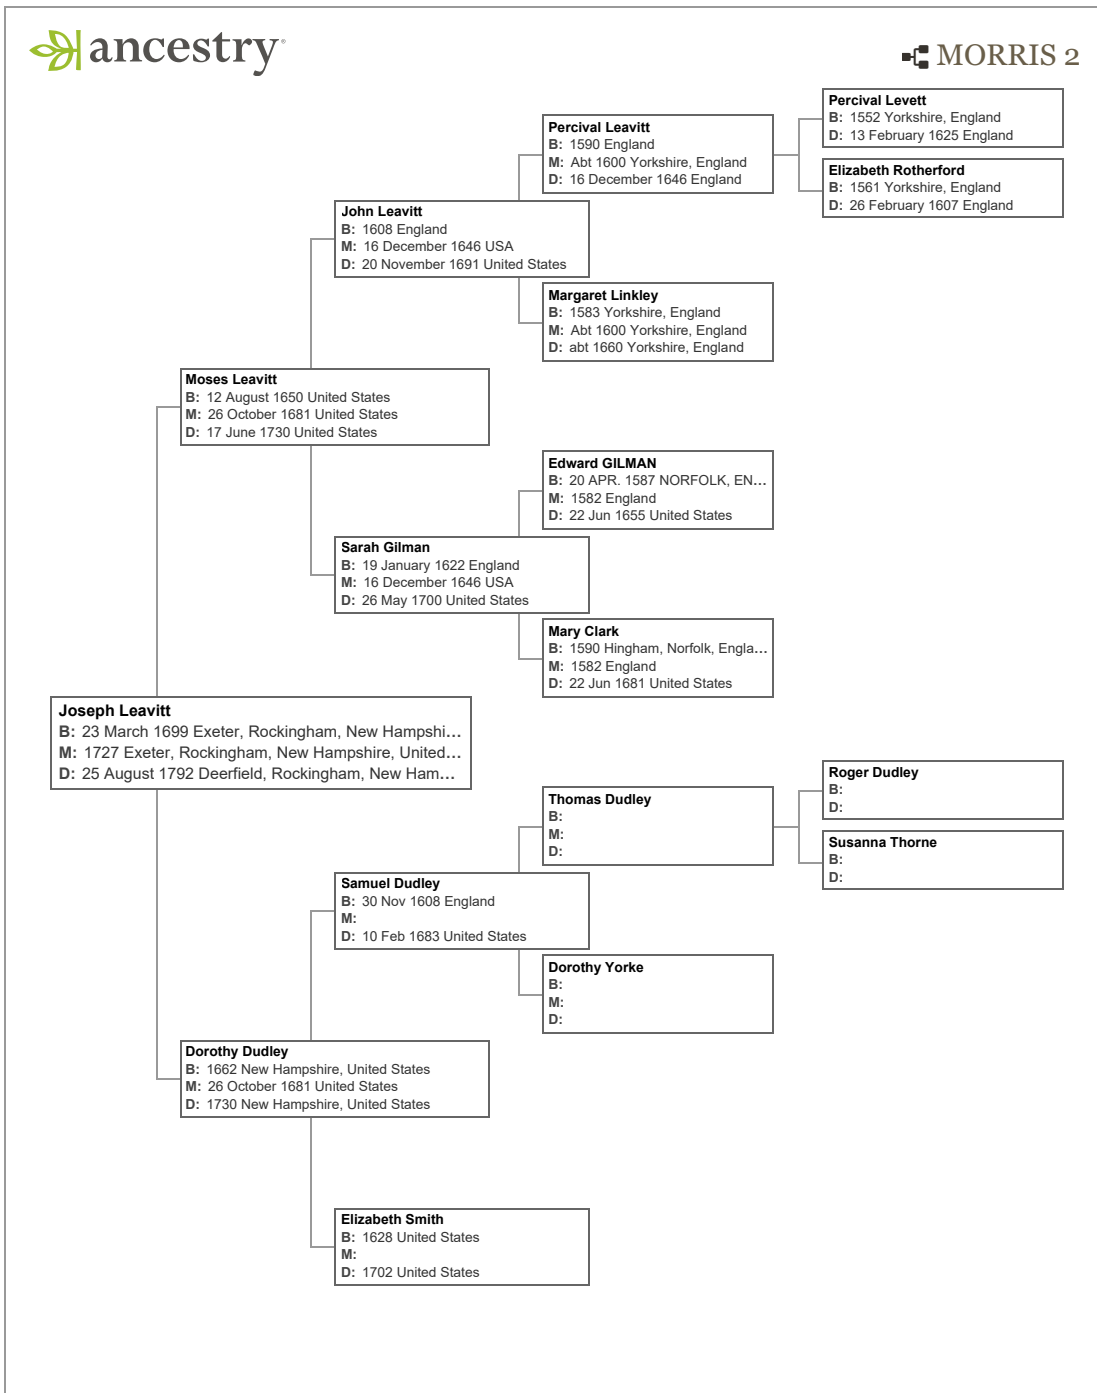 ancestry®
MORRIS 2
Percival Levett
B: 1552 Yorkshire, England
D: 13 February 1625 England
Percival Leavitt
B: 1590 England
M: Abt 1600 Yorkshire, England
D: 16 December 1646 England
Elizabeth Rotherford
B: 1561 Yorkshire, England
D: 26 February 1607 England
John Leavitt
B: 1608 England
M: 16 December 1646 USA
D: 20 November 1691 United States
Margaret Linkley
B: 1583 Yorkshire, England
M: Abt 1600 Yorkshire, England
D: abt 1660 Yorkshire, England
Moses Leavitt
B: 12 August 1650 United States
M: 26 October 1681 United States
D: 17 June 1730 United States
Edward GILMAN
B: 20 APR. 1587 NORFOLK, EN...
M: 1582 England
D: 22 Jun 1655 United States
Sarah Gilman
B: 19 January 1622 England
M: 16 December 1646 USA
D: 26 May 1700 United States
Mary Clark
B: 1590 Hingham, Norfolk, Engla...
M: 1582 England
D: 22 Jun 1681 United States
Joseph Leavitt
B: 23 March 1699 Exeter, Rockingham, New Hampshi...
M: 1727 Exeter, Rockingham, New Hampshire, United...
D: 25 August 1792 Deerfield, Rockingham, New Ham...
Roger Dudley
B:
D:
Thomas Dudley
B:
M:
D:
Susanna Thorne
B:
D:
Samuel Dudley
B: 30 Nov 1608 England
M:
D: 10 Feb 1683 United States
Dorothy Yorke
B:
M:
D:
Dorothy Dudley
B: 1662 New Hampshire, United States
M: 26 October 1681 United States
D: 1730 New Hampshire, United States
Elizabeth Smith
B: 1628 United States
M:
D: 1702 United States